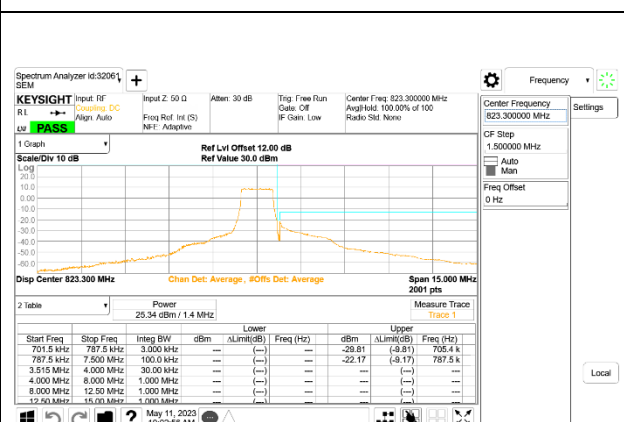 Spectrum Analyzer id:32061
SEM
Frequency
KEYSIGHT
R L
PASS
Input: RF
Coupling: DC
Align: Auto
Input Z: 50 Ω
Freq Ref: Int (S)
NFE: Adaptive
Atten: 30 dB
Trig: Free Run
Gate: Off
IF Gain: Low
Center Freq: 823.300000 MHz
Avg|Hold: 100.00% of 100
Radio Std: None
Center Frequency
823.300000 MHz
Settings
CF Step
1.500000 MHz
Auto
Man
Freq Offset
0 Hz
1 Graph
Scale/Div 10 dB
Ref Lvl Offset 12.00 dB
Ref Value 30.0 dBm
Log
20.0
10.0
0.00
-10.0
-20.0
-30.0
-40.0
-50.0
-60.0
Disp Center 823.300 MHz
Chan Det: Average , #Offs Det: Average
Span 15.000 MHz
2001 pts
2 Table
Power
25.34 dBm / 1.4 MHz
Measure Trace
Trace 1
Lower Upper
Start Freq Stop Freq Integ BW dBm ΔLimit(dB) Freq (Hz) dBm ΔLimit(dB) Freq (Hz)
701.5 kHz 787.5 kHz 3.000 kHz --- (---) --- -29.81 (-9.81) 705.4 k
787.5 kHz 7.500 MHz 100.0 kHz --- (---) --- -22.17 (-9.17) 787.5 k
3.515 MHz 4.000 MHz 30.00 kHz --- (---) --- --- (---) ---
4.000 MHz 8.000 MHz 1.000 MHz --- (---) --- --- (---) ---
8.000 MHz 12.50 MHz 1.000 MHz --- (---) --- --- (---) ---
12.50 MHz 15.00 MHz 1.000 MHz --- (---) --- --- (---) ---
Local
May 11, 2023